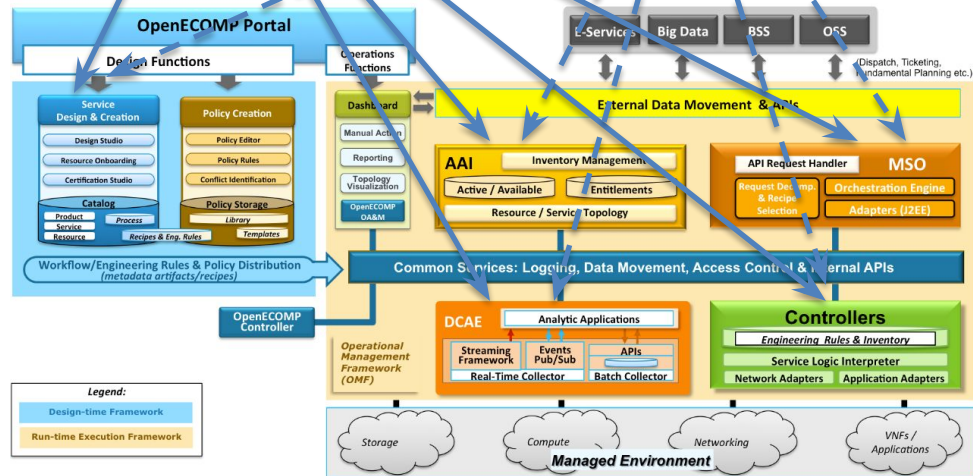 OpenECOMP Portal
Design Functions
Operations
Functions
E-Services
Big Data
BSS
OSS
(Dispatch, Ticketing,
Fundamental Planning etc.)
Service
Design & Creation
Design Studio
Resource Onboarding
Certification Studio
Catalog
Product
Service
Resource
Process
Recipes & Eng. Rules
Policy Creation
Policy Editor
Policy Rules
Conflict Identification
Policy Storage
Library
Templates
Dashboard
Manual Action
Reporting
Topology
Visualization
OpenECOMP
OA&M
External Data Movement & APIs
AAI
Inventory Management
Active / Available
Entitlements
Resource / Service Topology
API Request Handler
MSO
Request Decomp.
& Recipe
Selection
Orchestration Engine
Adapters (J2EE)
Workflow/Engineering Rules & Policy Distribution
(metadata artifacts/recipes)
Common Services: Logging, Data Movement, Access Control & Internal APIs
OpenECOMP
Controller
Operational
Management
Framework
(OMF)
DCAE
Analytic Applications
Streaming
Framework
Events
Pub/Sub
APIs
Real-Time Collector
Batch Collector
Controllers
Engineering Rules & Inventory
Service Logic Interpreter
Network Adapters
Application Adapters
Legend:
Design-time Framework
Run-time Execution Framework
Storage
Compute
Networking
VNFs /
Applications
Managed Environment